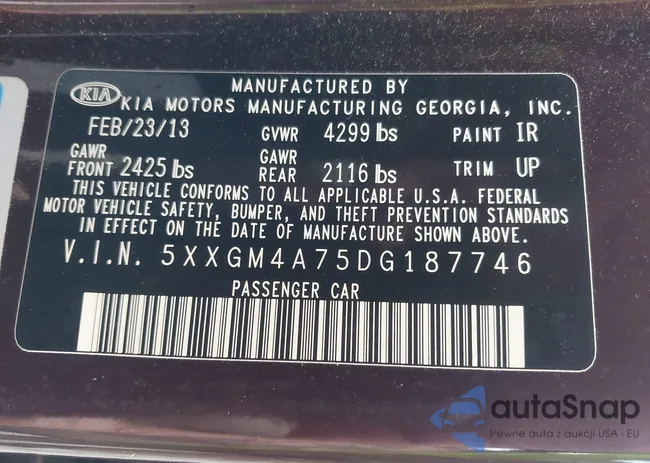 MANUFACTURED BY
KIA KIA MOTORS MANUFACTURING GEORGIA, INC.
FEB/23/13 GVWR 4299 lbs PAINT IR
GAWR FRONT 2425 lbs GAWR REAR 2116 lbs TRIM UP
THIS VEHICLE CONFORMS TO ALL APPLICABLE U.S.A. FEDERAL
MOTOR VEHICLE SAFETY, BUMPER, AND THEFT PREVENTION STANDARDS
IN EFFECT ON THE DATE OF MANUFACTURE SHOWN ABOVE.
V.I.N. 5XXGM4A75DG187746
PASSENGER CAR
autaSnap
Pewne auta z aukcji USA i EU